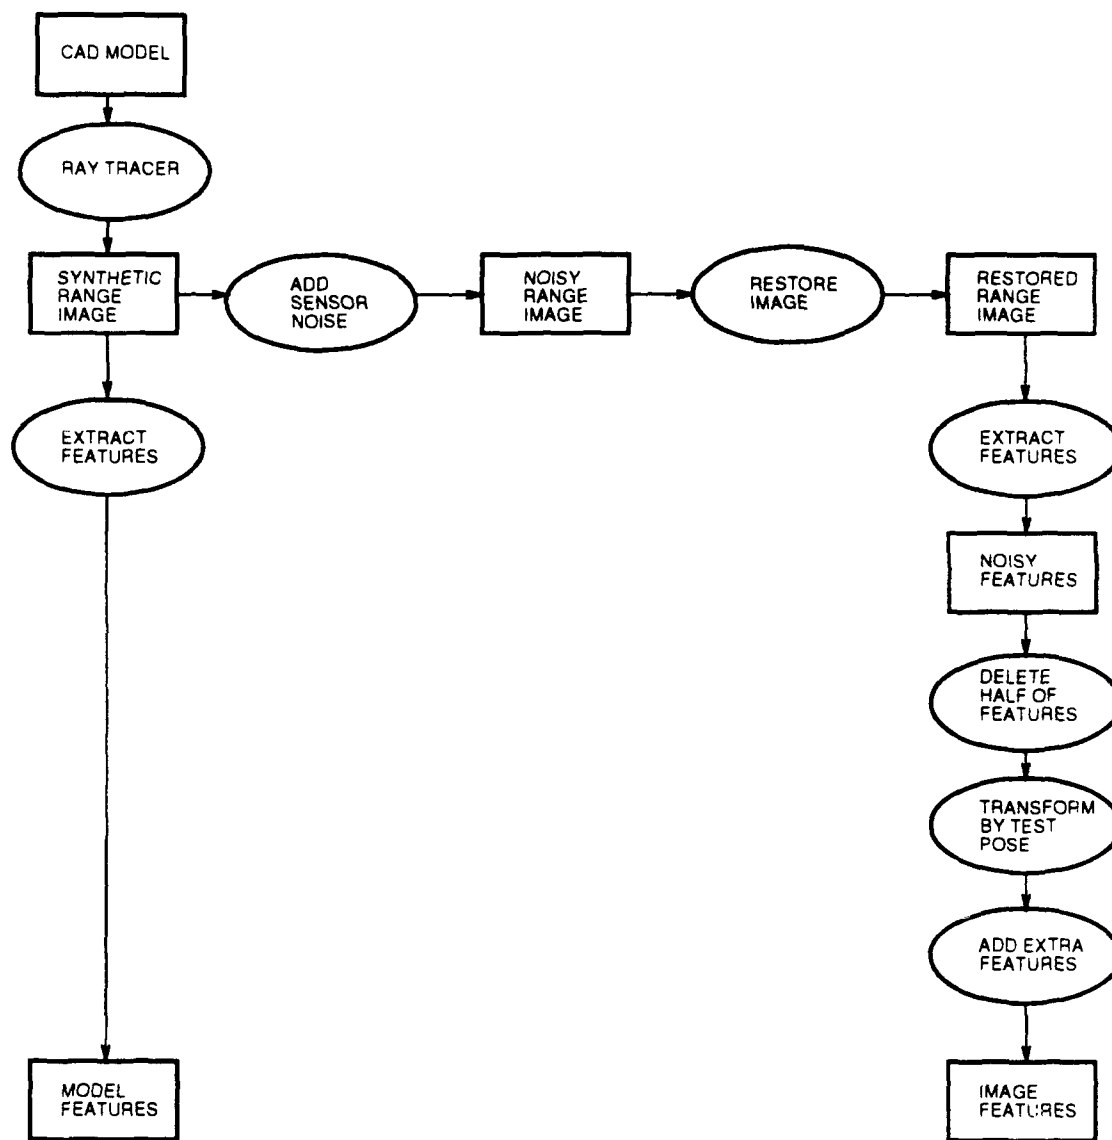 CAD MODEL
RAY TRACER
SYNTHETIC
RANGE
IMAGE
ADD
SENSOR
NOISE
NOISY
RANGE
IMAGE
RESTORE
IMAGE
RESTORED
RANGE
IMAGE
EXTRACT
FEATURES
EXTRACT
FEATURES
NOISY
FEATURES
DELETE
HALF OF
FEATURES
TRANSFORM
BY TEST
POSE
ADD EXTRA
FEATURES
MODEL
FEATURES
IMAGE
FEATURES